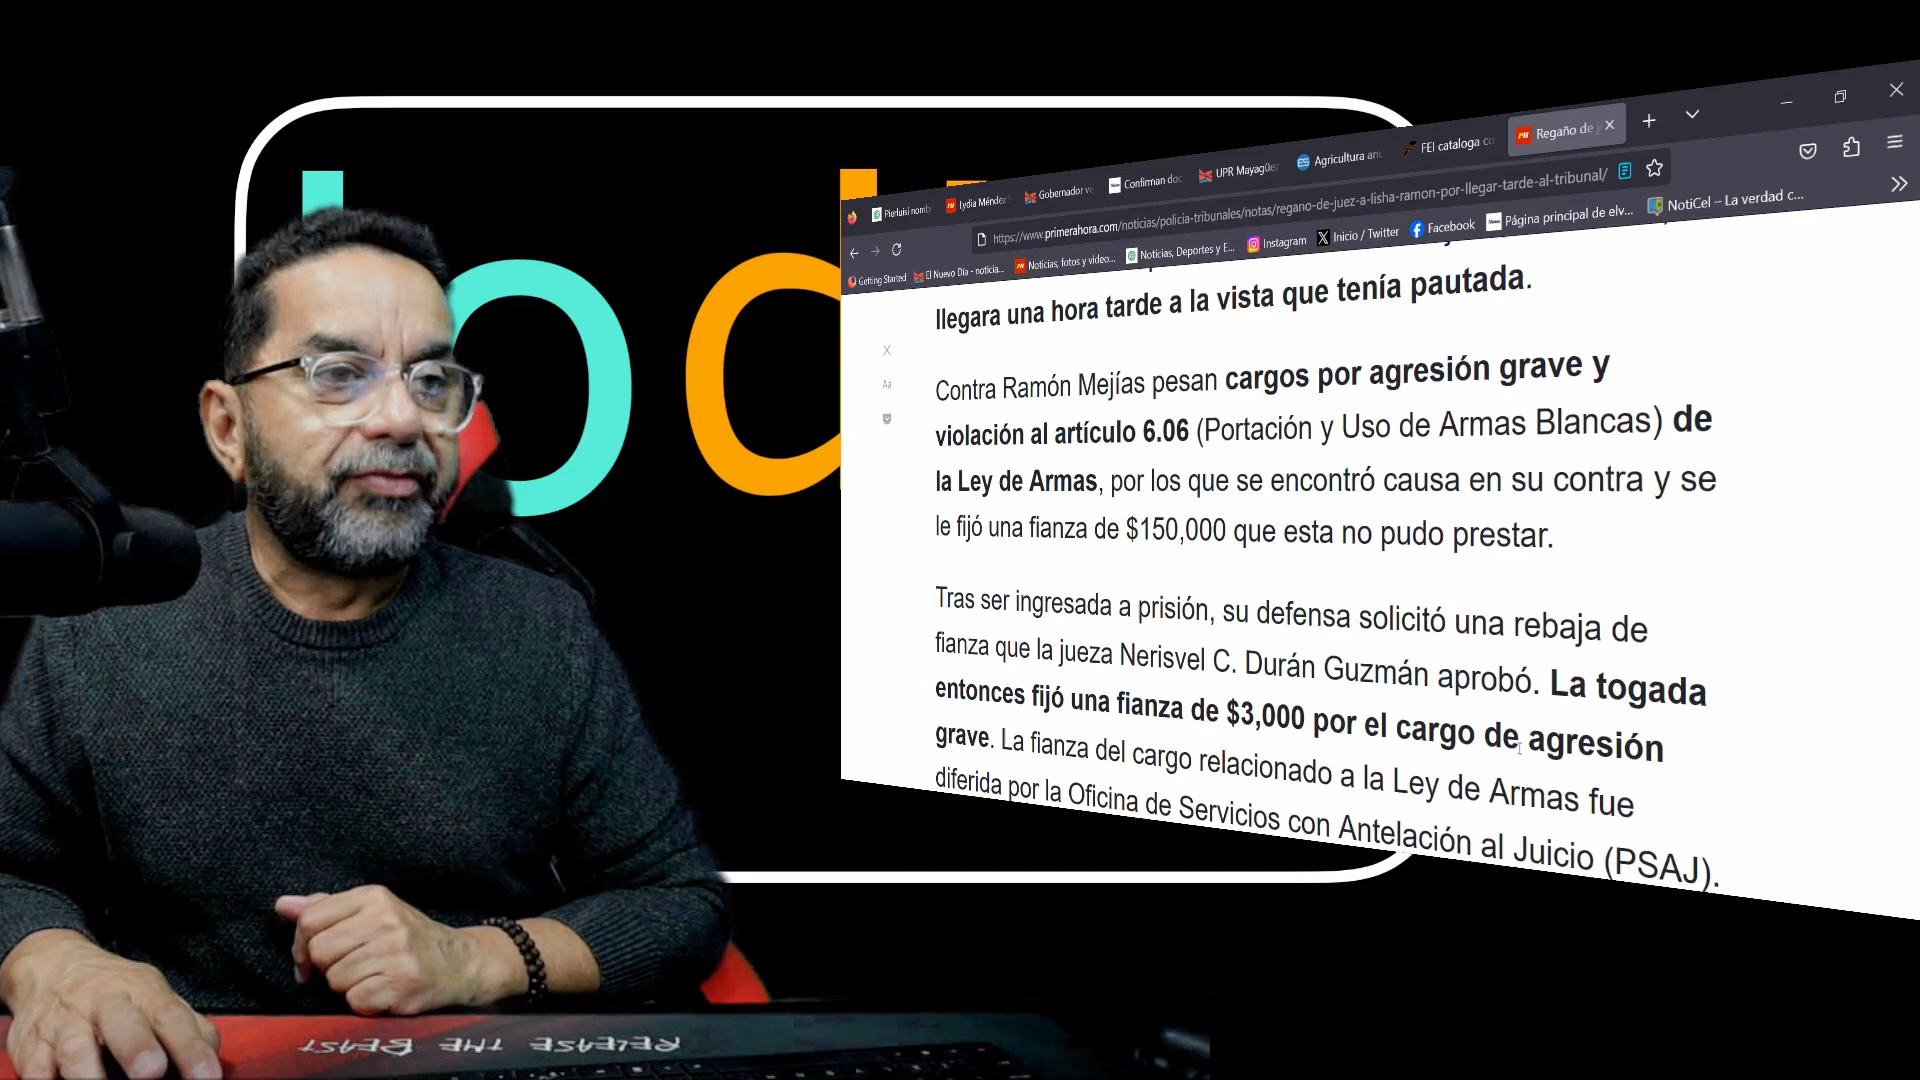 Pierluisi nomb
Lydia Méndez
Gobernador ve
Confirman doc
UPR Mayagüez
Agricultura and
FEI cataloga co
Regaño de j
https://www.primerahora.com/noticias/policia-tribunales/notas/regano-de-juez-a-lisha-ramon-por-llegar-tarde-al-tribunal/
Getting Started
El Nuevo Día - noticia...
Noticias, fotos y video...
Noticias, Deportes y E...
Instagram
Inicio / Twitter
Facebook
Página principal de elv...
NotiCel – La verdad c...
llegara una hora tarde a la vista que tenía pautada.
Aa
Contra Ramón Mejías pesan cargos por agresión grave y
violación al artículo 6.06 (Portación y Uso de Armas Blancas) de
la Ley de Armas, por los que se encontró causa en su contra y se
le fijó una fianza de $150,000 que esta no pudo prestar.
Tras ser ingresada a prisión, su defensa solicitó una rebaja de
fianza que la jueza Nerisvel C. Durán Guzmán aprobó. La togada
entonces fijó una fianza de $3,000 por el cargo de agresión
grave. La fianza del cargo relacionado a la Ley de Armas fue
diferida por la Oficina de Servicios con Antelación al Juicio (PSAJ).
RELEASE THE BEAST